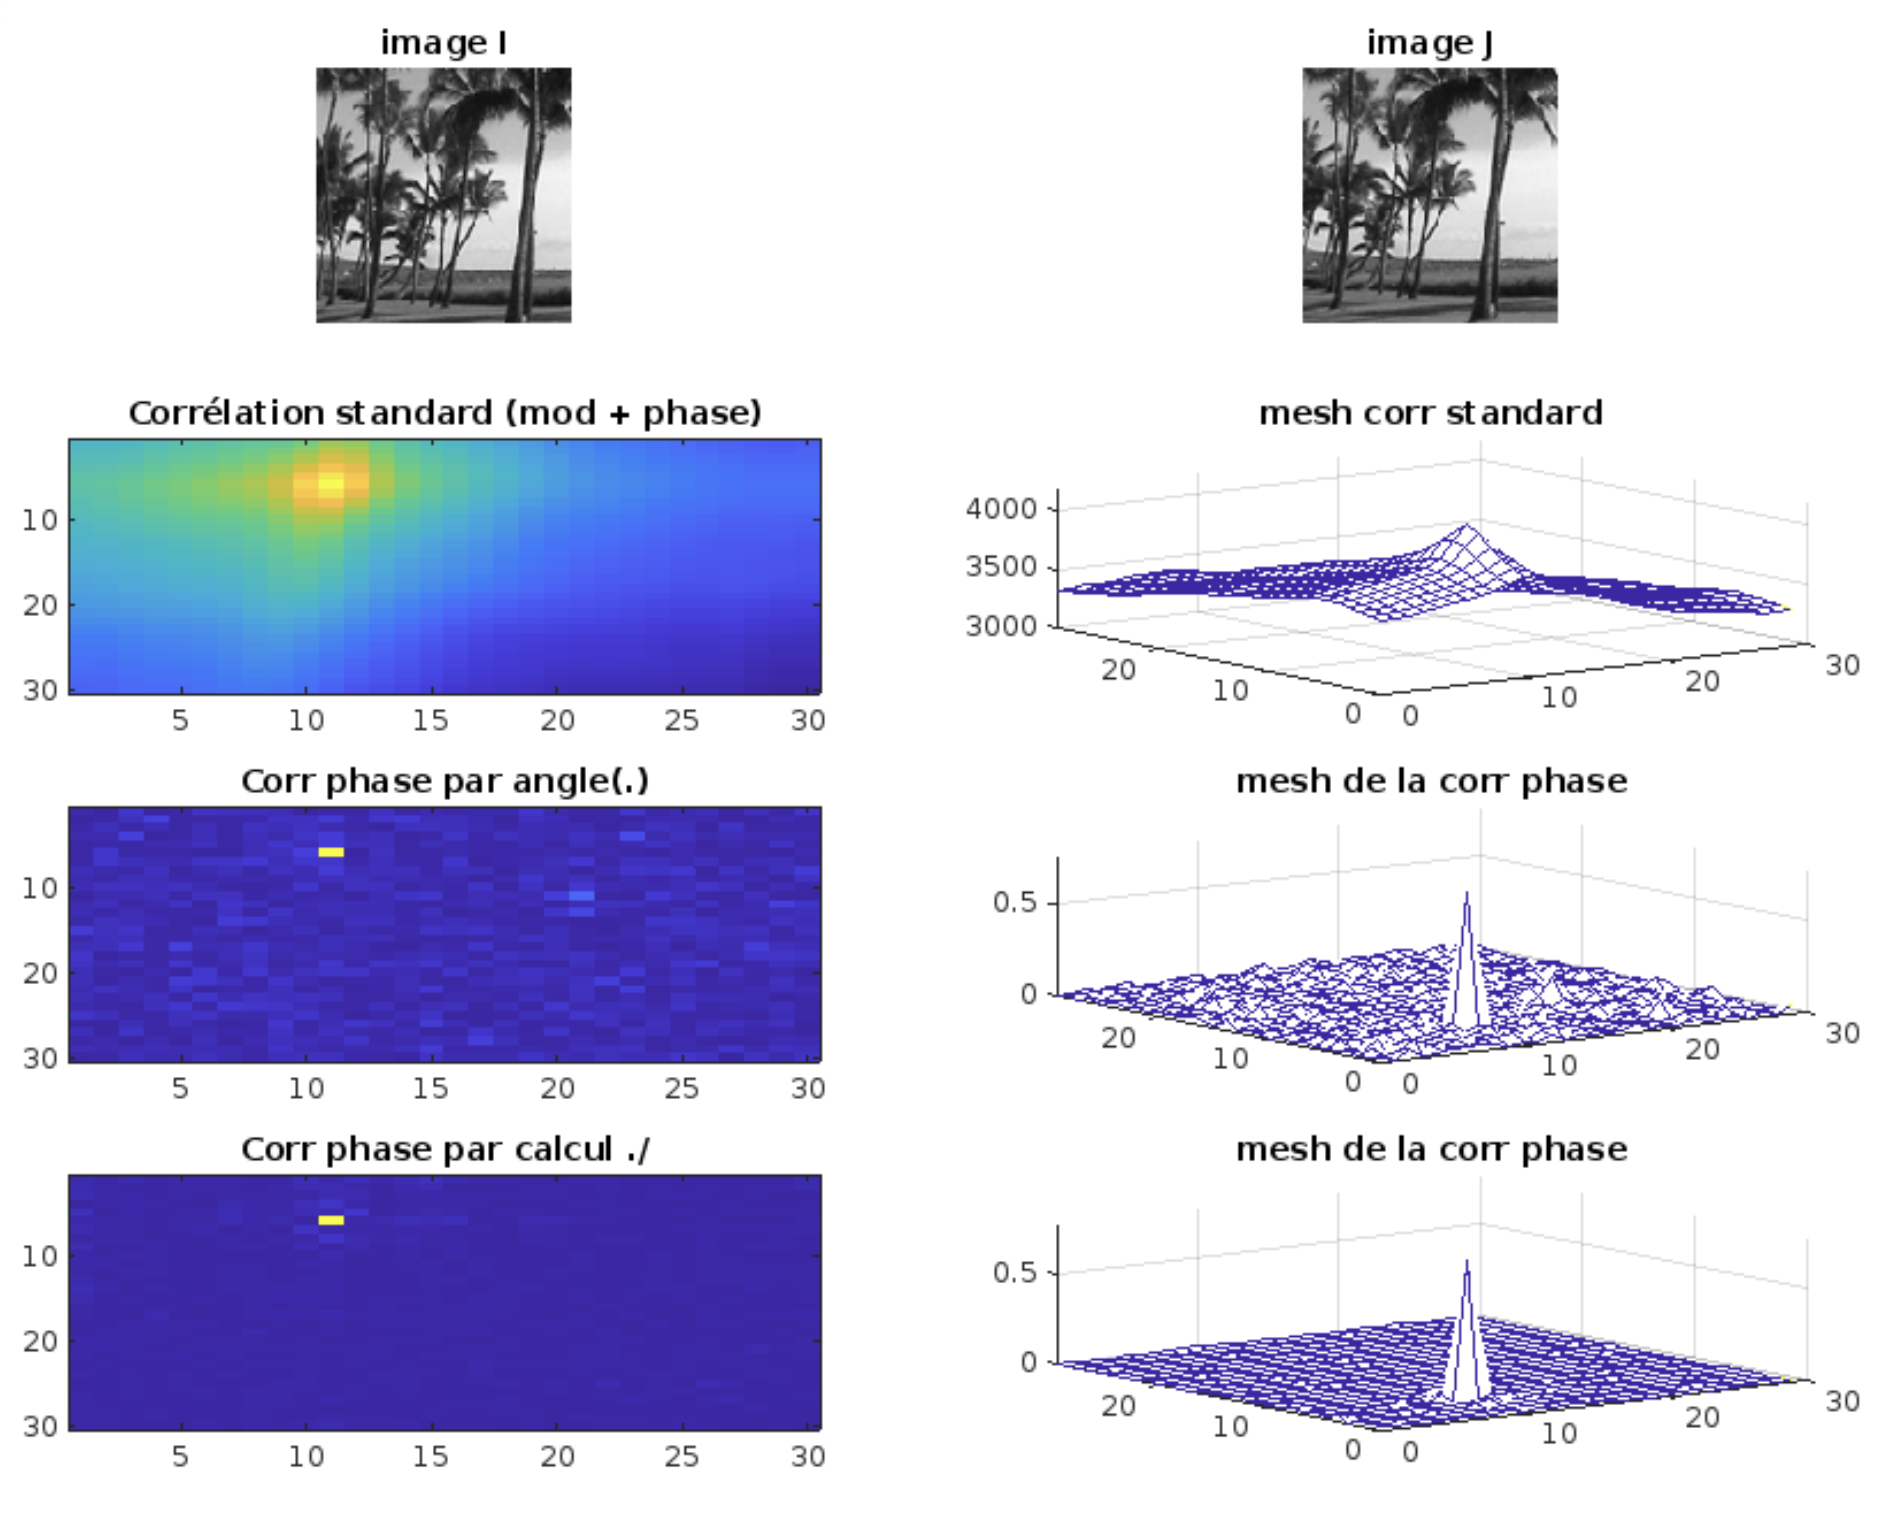 image I
image J
Corrélation standard (mod + phase)
10
20
30
5 10 15 20 25 30
mesh corr standard
4000
3500
3000
20 10 0 0 10 20 30
Corr phase par angle(.)
10
20
30
5 10 15 20 25 30
mesh de la corr phase
0.5
0
20 10 0 0 10 20 30
Corr phase par calcul ./
10
20
30
5 10 15 20 25 30
mesh de la corr phase
0.5
0
20 10 0 0 10 20 30